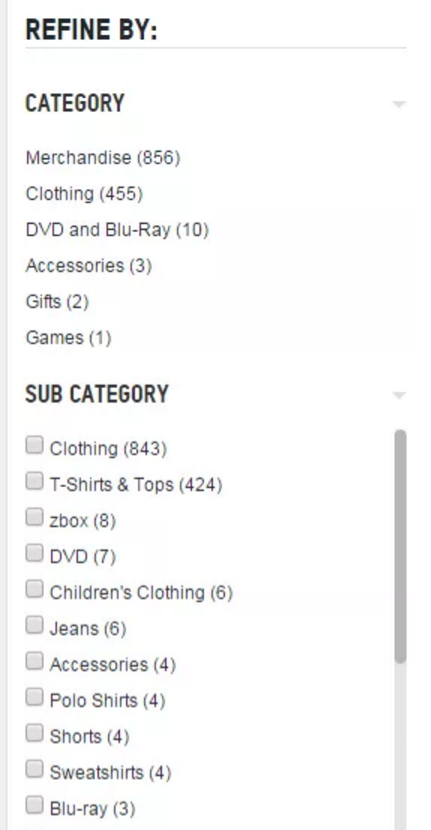 REFINE BY:
CATEGORY
Merchandise (856)
Clothing (455)
DVD and Blu-Ray (10)
Accessories (3)
Gifts (2)
Games (1)
SUB CATEGORY
Clothing (843)
T-Shirts & Tops (424)
zbox (8)
DVD (7)
Children's Clothing (6)
Jeans (6)
Accessories (4)
Polo Shirts (4)
Shorts (4)
Sweatshirts (4)
Blu-ray (3)